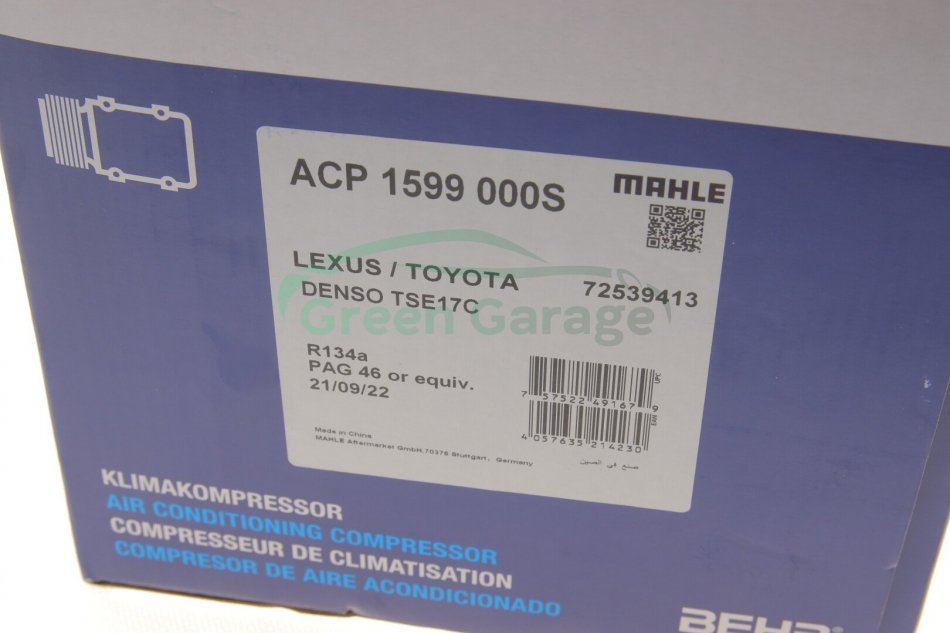 ACP 1599 000S
MAHLE
LEXUS / TOYOTA
DENSO TSE17C
72539413
Green Garage
R134a
PAG 46 or equiv.
21/09/22
UPC
7 57522 49167 9
EAN
4 057635 214230
Made in China
MAHLE Aftermarket GmbH,70376 Stuttgart, Germany
صنع في الصين
KLIMAKOMPRESSOR
AIR CONDITIONING COMPRESSOR
COMPRESSEUR DE CLIMATISATION
COMPRESOR DE AIRE ACONDICIONADO
BEHR®